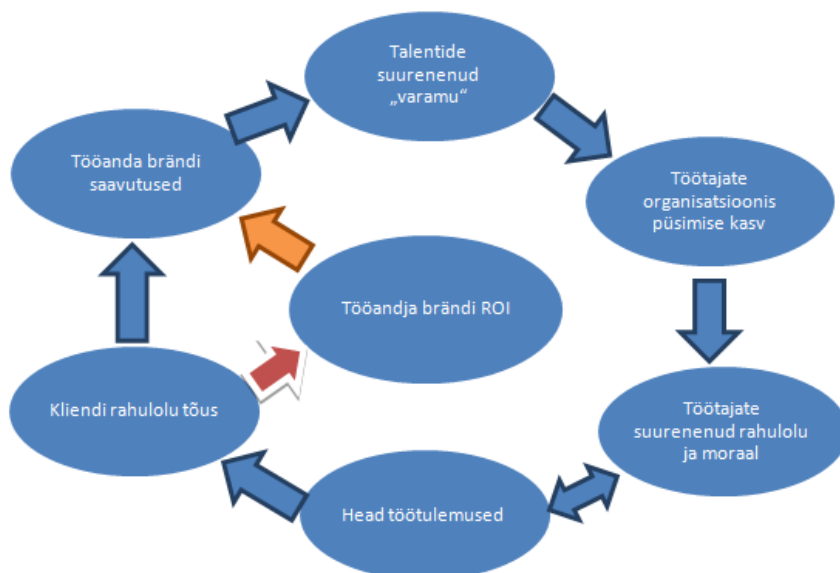 Talentide
suurenenud
„varamu“
Tööanda brändi
saavutused
Töötajate
organisatsioonis
püsimise kasv
Tööandja brändi ROI
Kliendi rahulolu tõus
Töötajate
suurenenud rahulolu
ja moraal
Head töötulemused